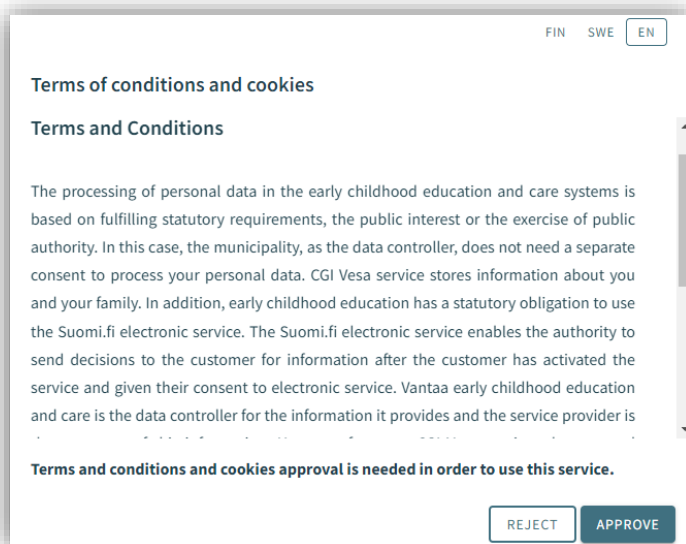 FIN SWE EN
Terms of conditions and cookies
Terms and Conditions
The processing of personal data in the early childhood education and care systems is
based on fulfilling statutory requirements, the public interest or the exercise of public
authority. In this case, the municipality, as the data controller, does not need a separate
consent to process your personal data. CGI Vesa service stores information about you
and your family. In addition, early childhood education has a statutory obligation to use
the Suomi.fi electronic service. The Suomi.fi electronic service enables the authority to
send decisions to the customer for information after the customer has activated the
service and given their consent to electronic service. Vantaa early childhood education
and care is the data controller for the information it provides and the service provider is
Terms and conditions and cookies approval is needed in order to use this service.
REJECT APPROVE